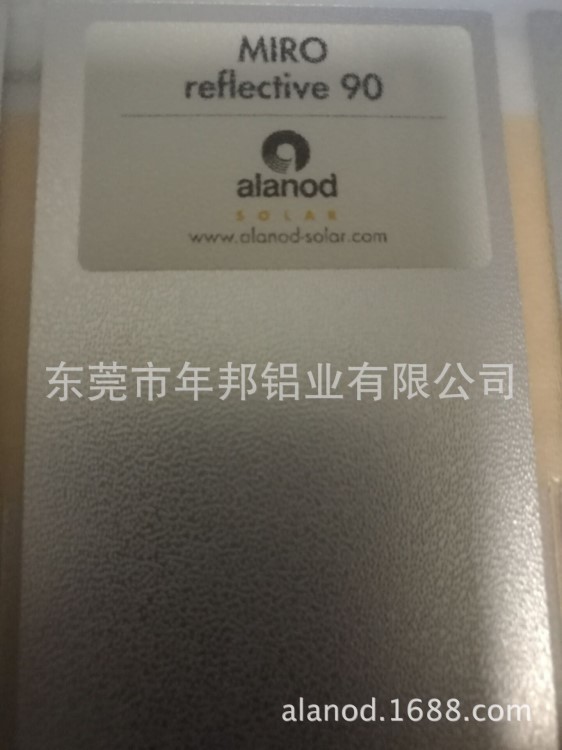 MIRO
reflective 90
alanod
SOLAR
www.alanod-solar.com
东莞市年邦铝业有限公司
alanod.1688.com